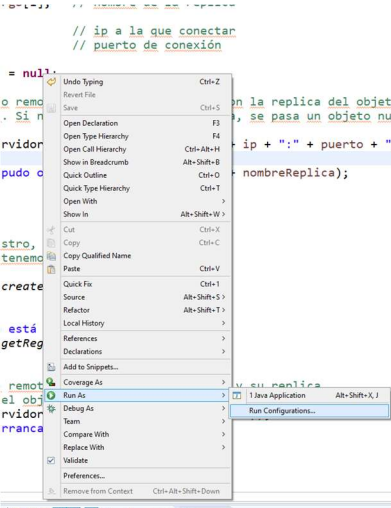 // nombre de la replica
// ip a la que conectar
// puerto de conexión
= null;
Undo Typing Ctrl+Z
Revert File
Save Ctrl+S
Open Declaration F3
Open Type Hierarchy F4
Open Call Hierarchy Ctrl+Alt+H
Show in Breadcrumb Alt+Shift+B
Quick Outline Ctrl+O
Quick Type Hierarchy Ctrl+T
Open With >
Show In Alt+Shift+W >
Cut Ctrl+X
Copy Ctrl+C
Copy Qualified Name
Paste Ctrl+V
Quick Fix Ctrl+1
Source Alt+Shift+S >
Refactor Alt+Shift+T >
Local History >
References >
Declarations >
Add to Snippets...
Coverage As >
Run As >
Debug As >
Team >
Compare With >
Replace With >
Validate
Preferences...
Remove from Context Ctrl+Alt+Shift+Down
1 Java Application Alt+Shift+X, J
Run Configurations...
o remo on la replica del objet
. Si n a, se pasa un objeto nu
rvidor + ip + ":" + puerto + "
pudo o + nombreReplica);
stro,
tenemo
create
está
getReg
remot y su replica
el obj
rvidor
rranca